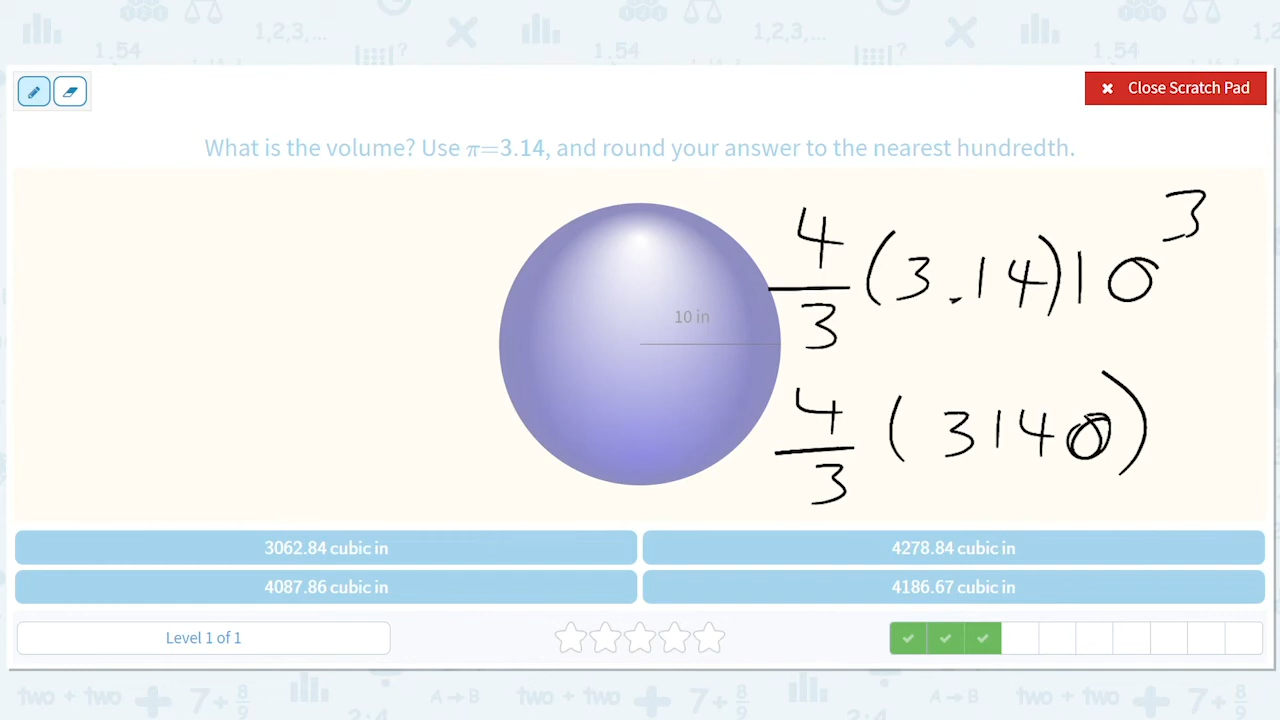 Close Scratch Pad
What is the volume? Use π=3.14, and round your answer to the nearest hundredth.
4/3 (3.14)10^3
10 in
4/3 (3140)
3062.84 cubic in
4278.84 cubic in
4087.86 cubic in
4186.67 cubic in
Level 1 of 1